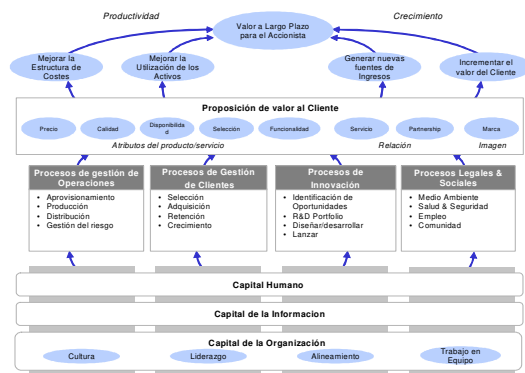 Productividad
Valor a Largo Plazo
para el Accionista
Crecimiento
Mejorar la
Estructura de
Costes
Mejorar la
Utilización de los
Activos
Generar nuevas
fuentes de
Ingresos
Incrementar el
valor del Cliente
Proposición de valor al Cliente
Precio
Calidad
Disponibilida
d
Selección
Funcionalidad
Servicio
Partnership
Marca
Atributos del producto/servicio
Relación
Imagen
Procesos de gestión de
Operaciones
• Aprovisionamiento
• Producción
• Distribución
• Gestión del riesgo
Procesos de Gestión
de Clientes
• Selección
• Adquisición
• Retención
• Crecimiento
Procesos de
Innovación
• Identificación de
Oportunidades
• R&D Portfolio
• Diseñar/desarrollar
• Lanzar
Procesos Legales &
Sociales
• Medio Ambiente
• Salud & Seguridad
• Empleo
• Comunidad
Capital Humano
Capital de la Informacion
Capital de la Organización
Cultura
Liderazgo
Alineamiento
Trabajo en
Equipo